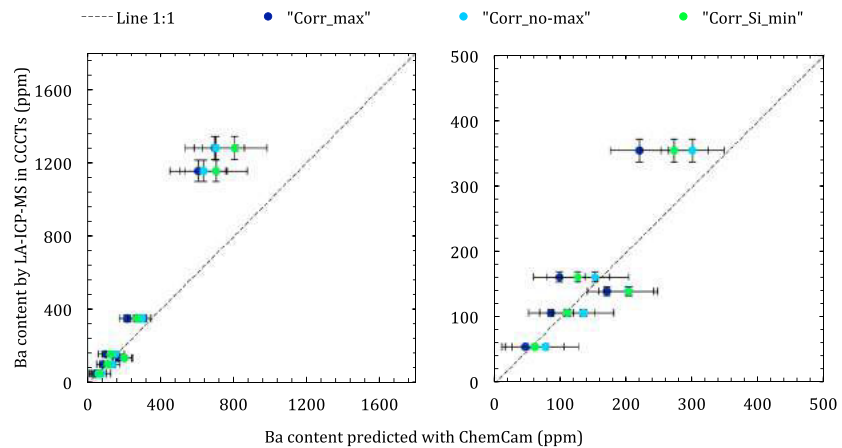 Line 1:1 "Corr_max" "Corr_no-max" "Corr_Si_min"
Ba content by LA-ICP-MS in CCCTs (ppm)
1600
1200
800
400
0
0 400 800 1200 1600
500
400
300
200
100
0
0 100 200 300 400 500
Ba content predicted with ChemCam (ppm)